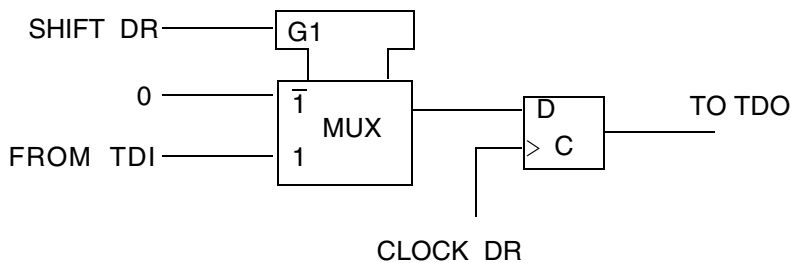 SHIFT DR
G1
0
1̅
MUX
FROM TDI
1
D
C
TO TDO
CLOCK DR